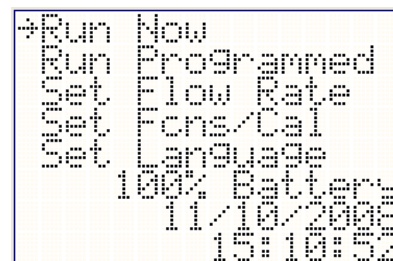 →Run Now
Run Programmed
Set Flow Rate
Set Fcns/Cal
Set Language
100% Battery
11/10/2008
15:10:52